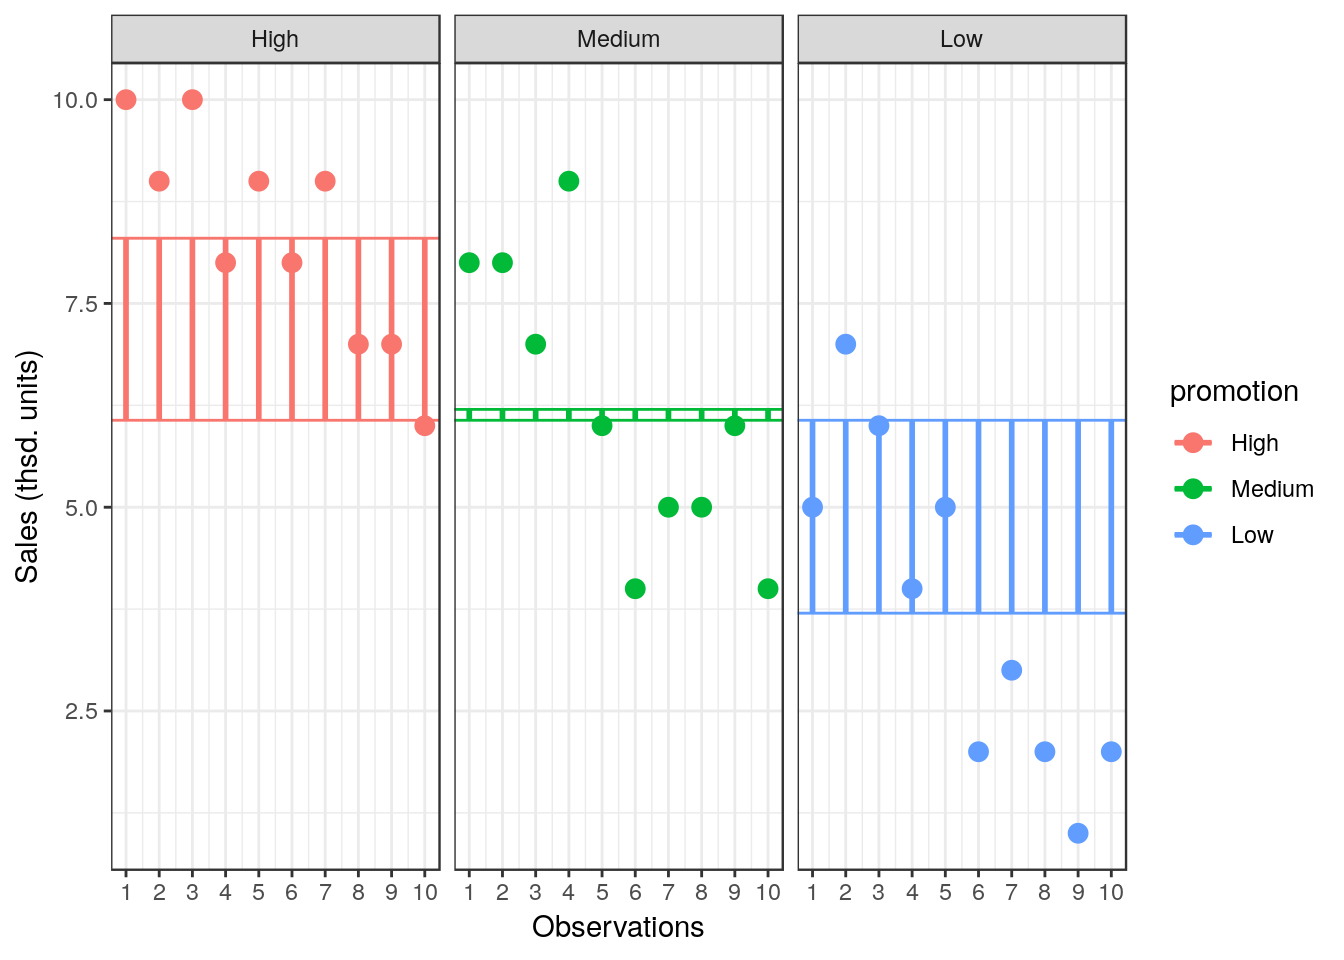 High Medium Low
10.0
7.5
5.0
2.5
Sales (thsd. units)
1 2 3 4 5 6 7 8 9 10 1 2 3 4 5 6 7 8 9 10 1 2 3 4 5 6 7 8 9 10
Observations
promotion
High
Medium
Low